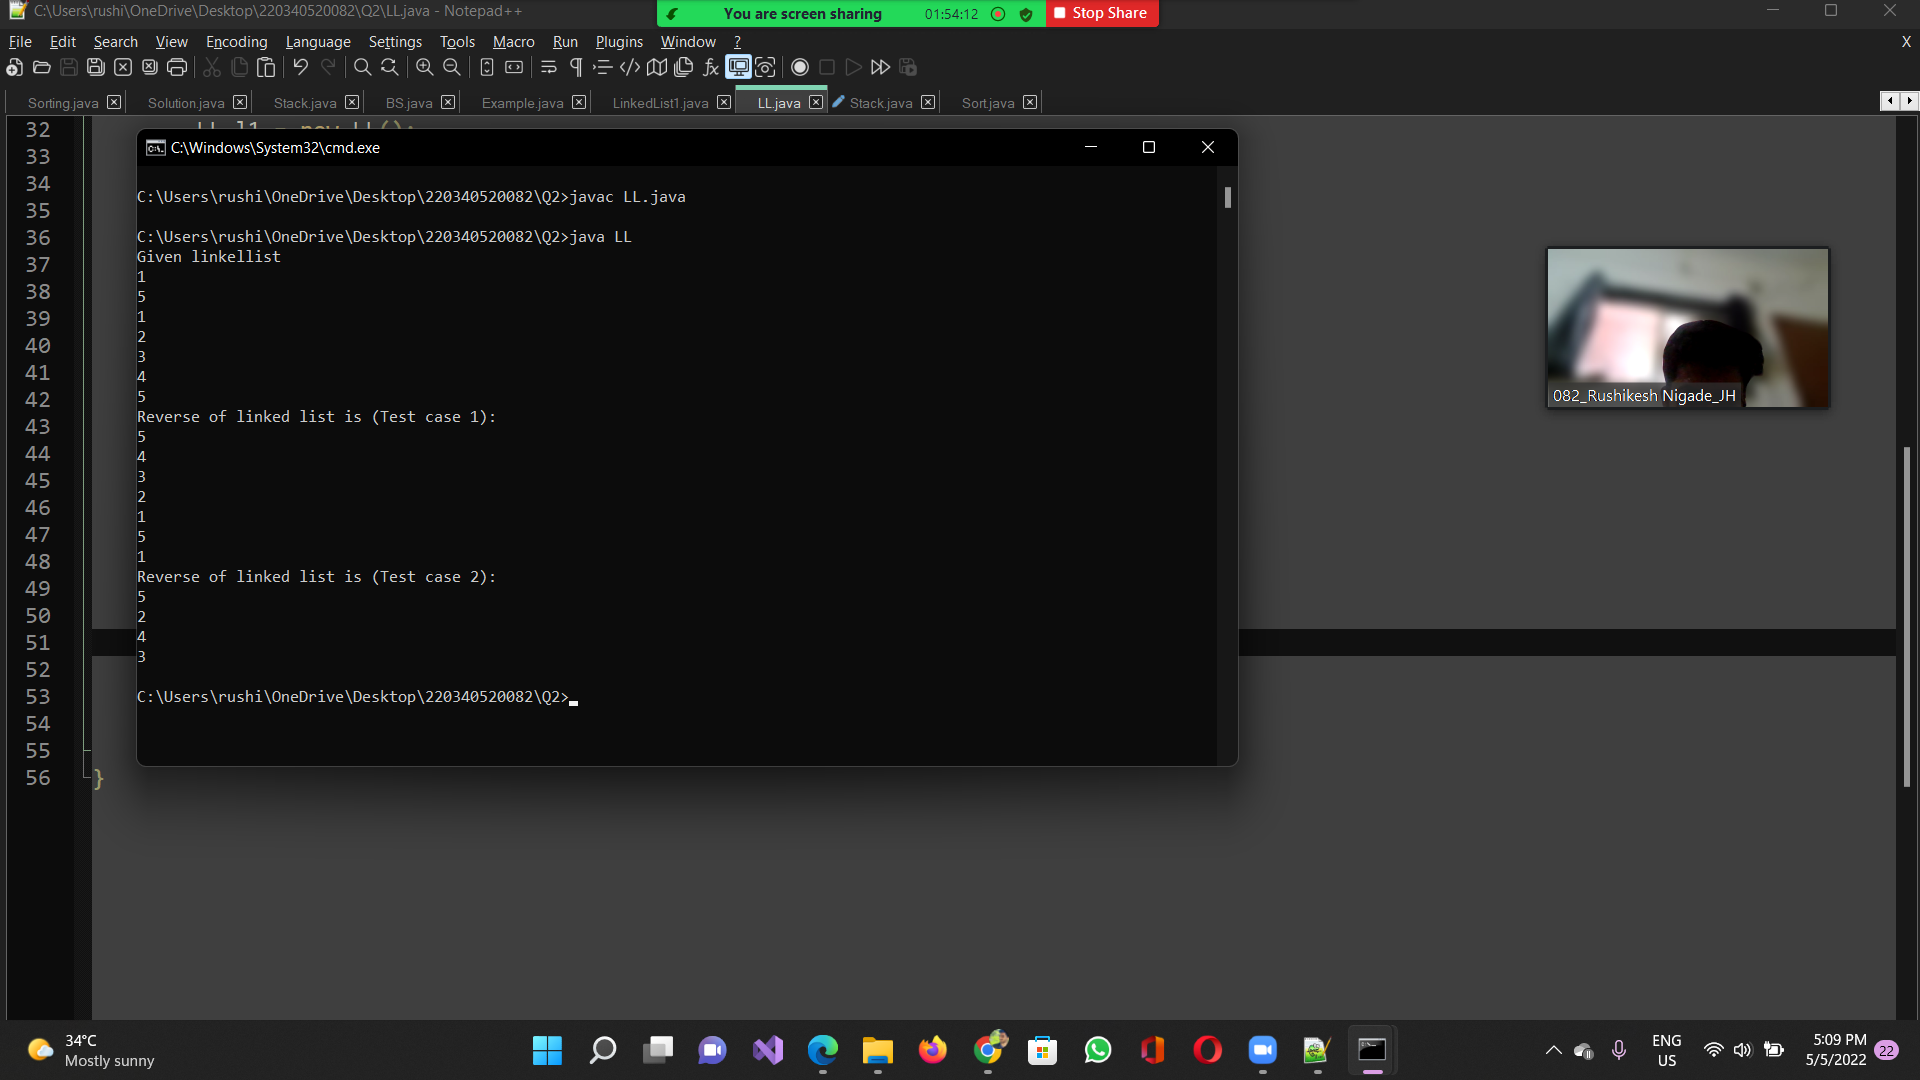 C:\Users\rushi\OneDrive\Desktop\220340520082\Q2\LL.java - Notepad++
You are screen sharing 01:54:12 Stop Share
File Edit Search View Encoding Language Settings Tools Macro Run Plugins Window ? X
Sorting.java Solution.java Stack.java BS.java Example.java LinkedList1.java LL.java Stack.java Sort.java
32
33
34
35
36
37
38
39
40
41
42
43
44
45
46
47
48
49
50
51
52
53
54
55
56 }
C:\Windows\System32\cmd.exe
C:\Users\rushi\OneDrive\Desktop\220340520082\Q2>javac LL.java
C:\Users\rushi\OneDrive\Desktop\220340520082\Q2>java LL
Given linkellist
1
5
1
2
3
4
5
Reverse of linked list is (Test case 1):
5
4
3
2
1
5
1
Reverse of linked list is (Test case 2):
5
2
4
3
C:\Users\rushi\OneDrive\Desktop\220340520082\Q2>
082_Rushikesh Nigade_JH
34°C
Mostly sunny
ENG
US
5:09 PM
5/5/2022
22